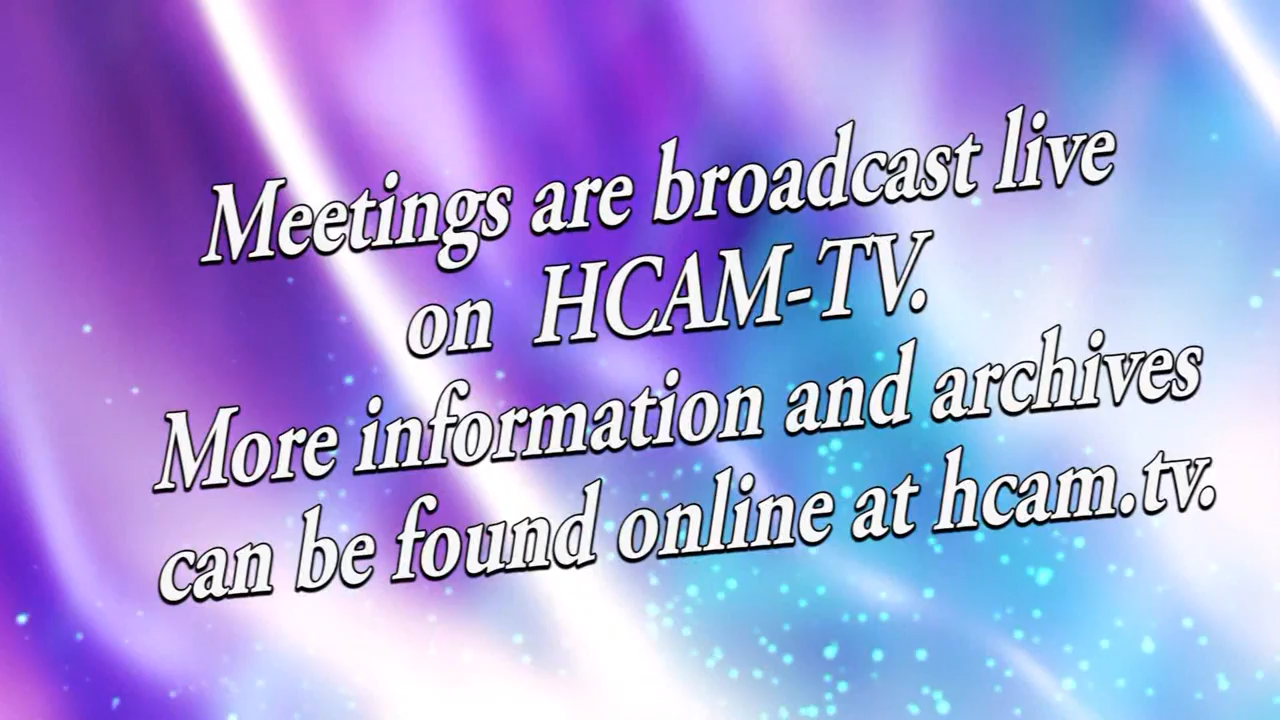 Meetings are broadcast live
on HCAM-TV.
More information and archives
can be found online at hcam.tv.